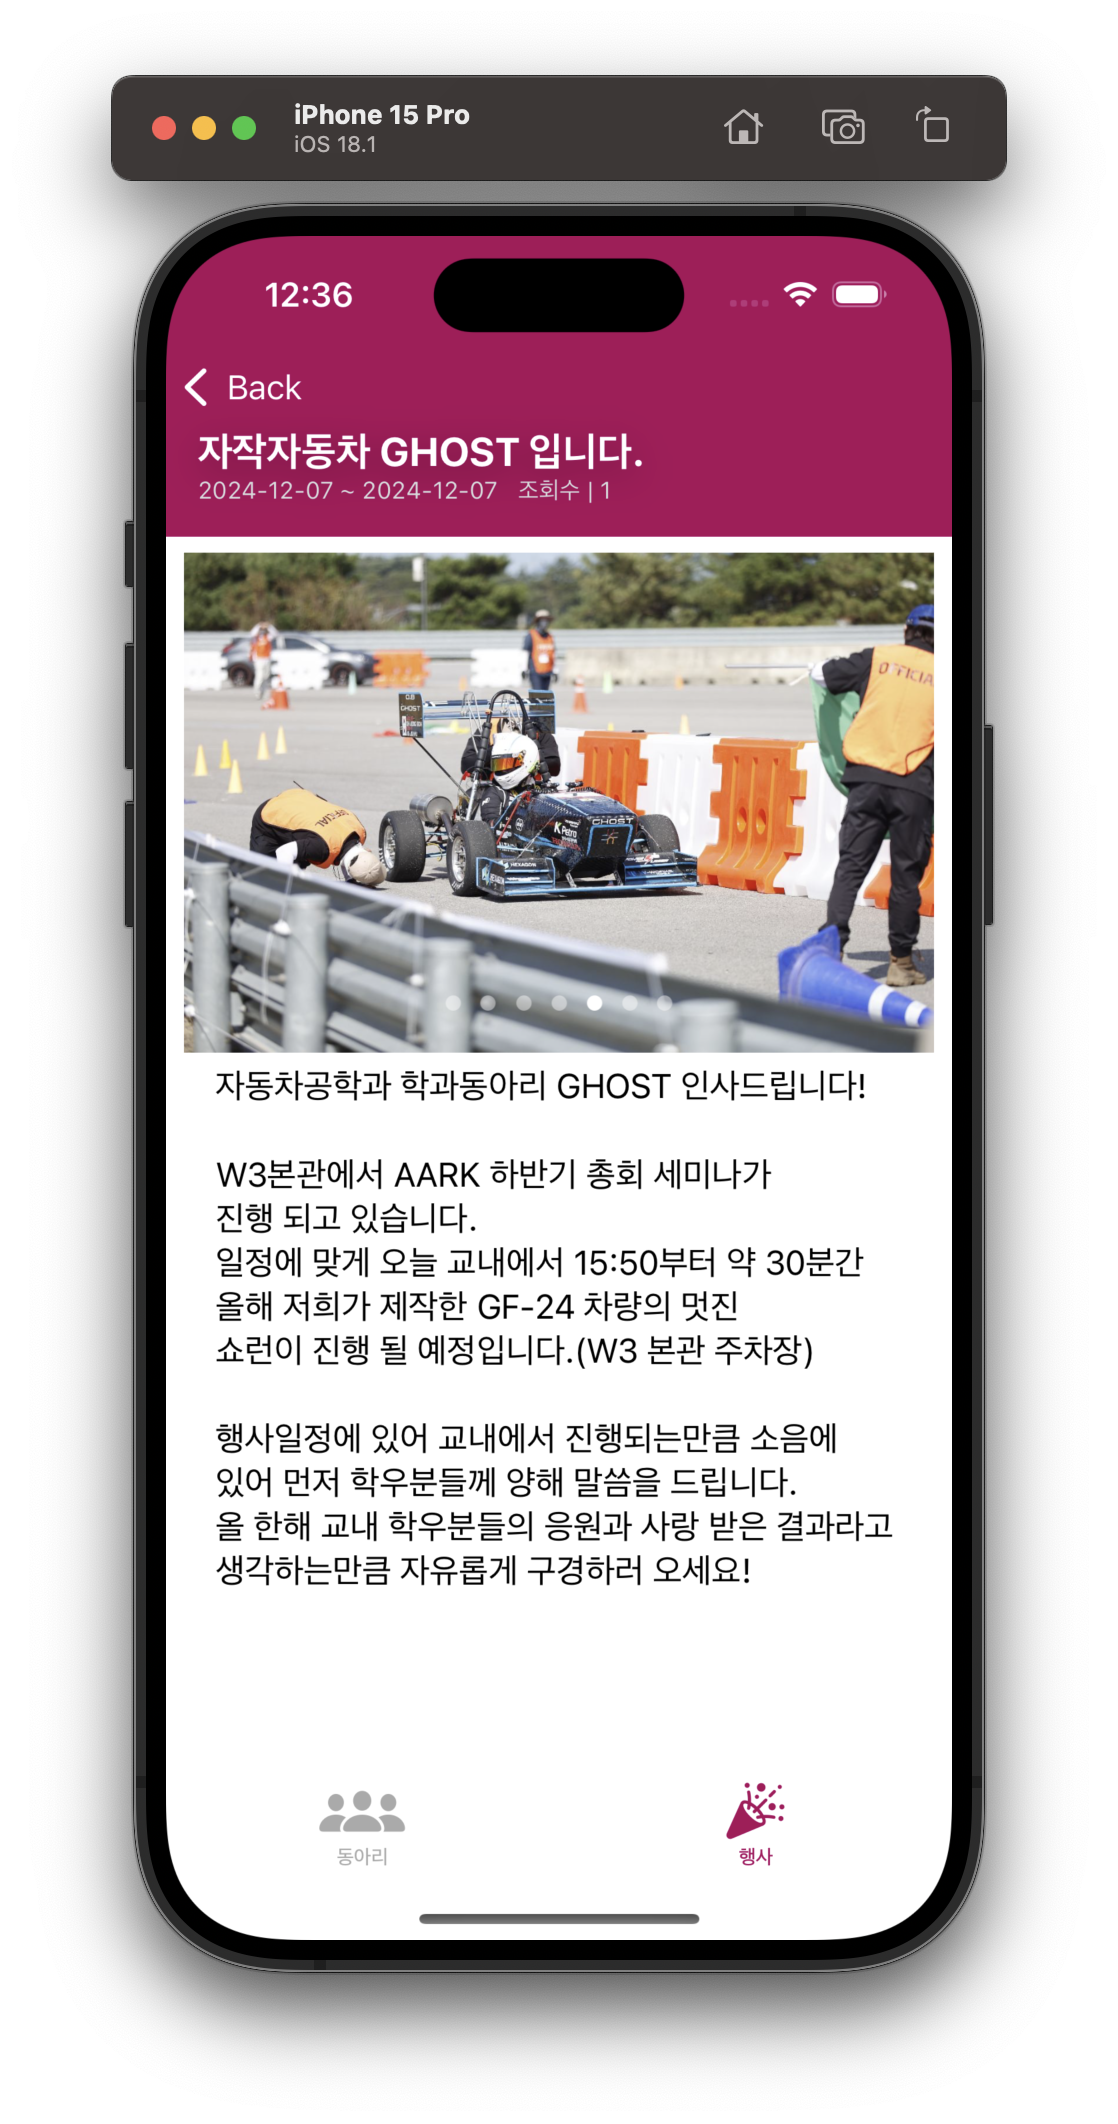 iPhone 15 Pro
iOS 18.1
12:36
Back
자작자동차 GHOST 입니다.
2024-12-07 ~ 2024-12-07 조회수 | 1
OFFICIAL
GHOST
OFFICIAL
GHOST
K Petro
HEXAGON
자동차공학과 학과동아리 GHOST 인사드립니다!
W3본관에서 AARK 하반기 총회 세미나가
진행 되고 있습니다.
일정에 맞게 오늘 교내에서 15:50부터 약 30분간
올해 저희가 제작한 GF-24 차량의 멋진
쇼런이 진행 될 예정입니다.(W3 본관 주차장)
행사일정에 있어 교내에서 진행되는만큼 소음에
있어 먼저 학우분들께 양해 말씀을 드립니다.
올 한해 교내 학우분들의 응원과 사랑 받은 결과라고
생각하는만큼 자유롭게 구경하러 오세요!
동아리
행사